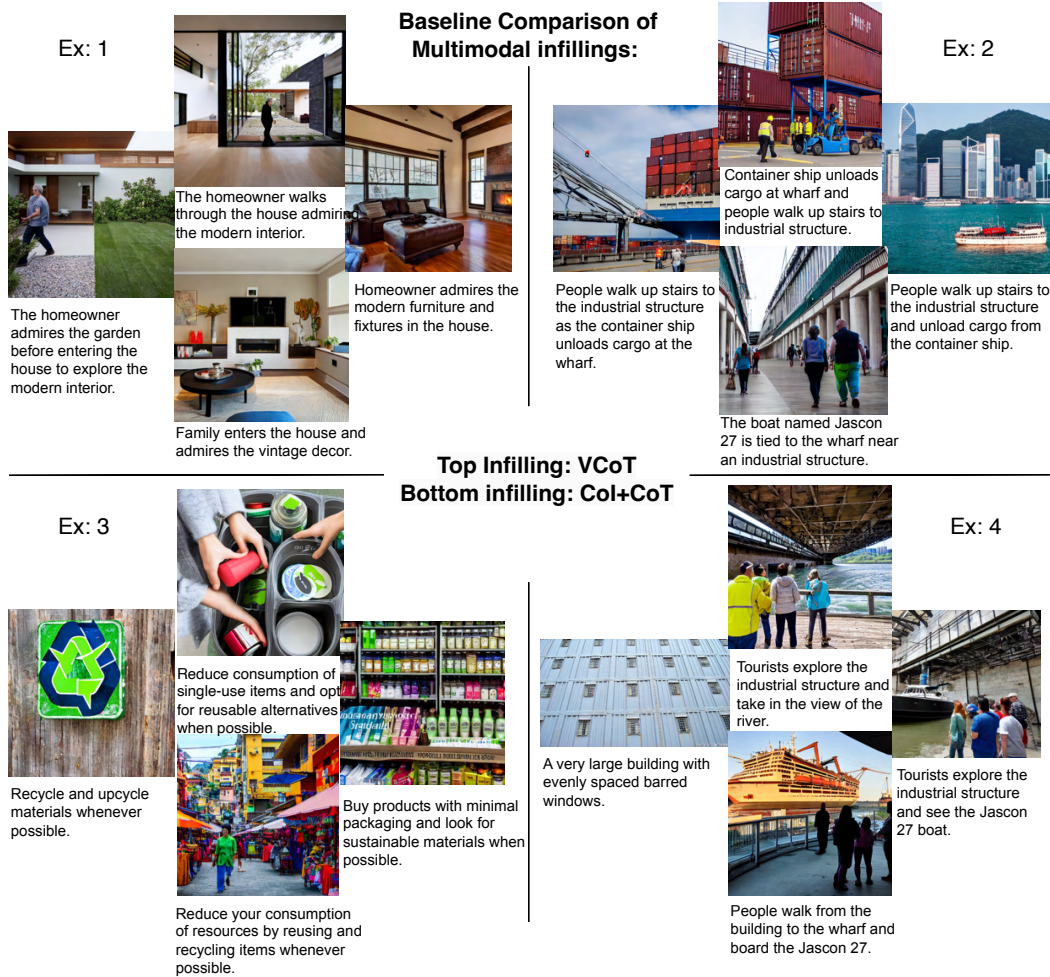 Baseline Comparison of
Multimodal infillings:
Ex: 1
The homeowner
admires the garden
before entering the
house to explore the
modern interior.
The homeowner walks
through the house admiring
the modern interior.
Family enters the house and
admires the vintage decor.
Homeowner admires the
modern furniture and
fixtures in the house.
Ex: 2
People walk up stairs to
the industrial structure
as the container ship
unloads cargo at the
wharf.
Container ship unloads
cargo at wharf and
people walk up stairs to
industrial structure.
The boat named Jascon
27 is tied to the wharf near
an industrial structure.
People walk up stairs to
the industrial structure
and unload cargo from
the container ship.
Top Infilling: VCoT
Bottom infilling: CoI+CoT
Ex: 3
Recycle and upcycle
materials whenever
possible.
Reduce consumption of
single-use items and opt
for reusable alternatives
when possible.
Reduce your consumption
of resources by reusing and
recycling items whenever
possible.
Buy products with minimal
packaging and look for
sustainable materials when
possible.
Ex: 4
A very large building with
evenly spaced barred
windows.
Tourists explore the
industrial structure and
take in the view of the
river.
People walk from the
building to the wharf and
board the Jascon 27.
Tourists explore the
industrial structure
and see the Jascon
27 boat.